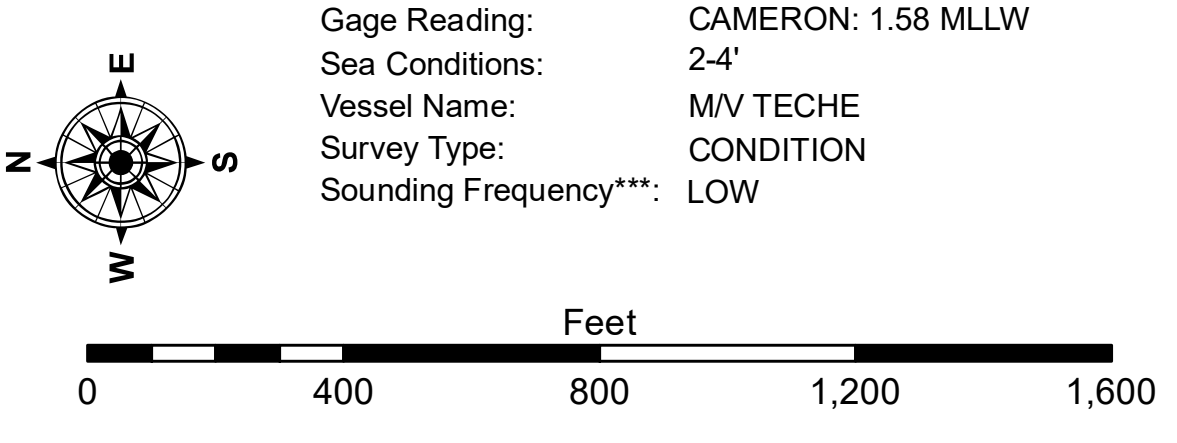 Gage Reading: CAMERON: 1.58 MLLW
Sea Conditions: 2-4'
Vessel Name: M/V TECHE
Survey Type: CONDITION
Sounding Frequency***: LOW
E
N S
W
Feet
0 400 800 1,200 1,600